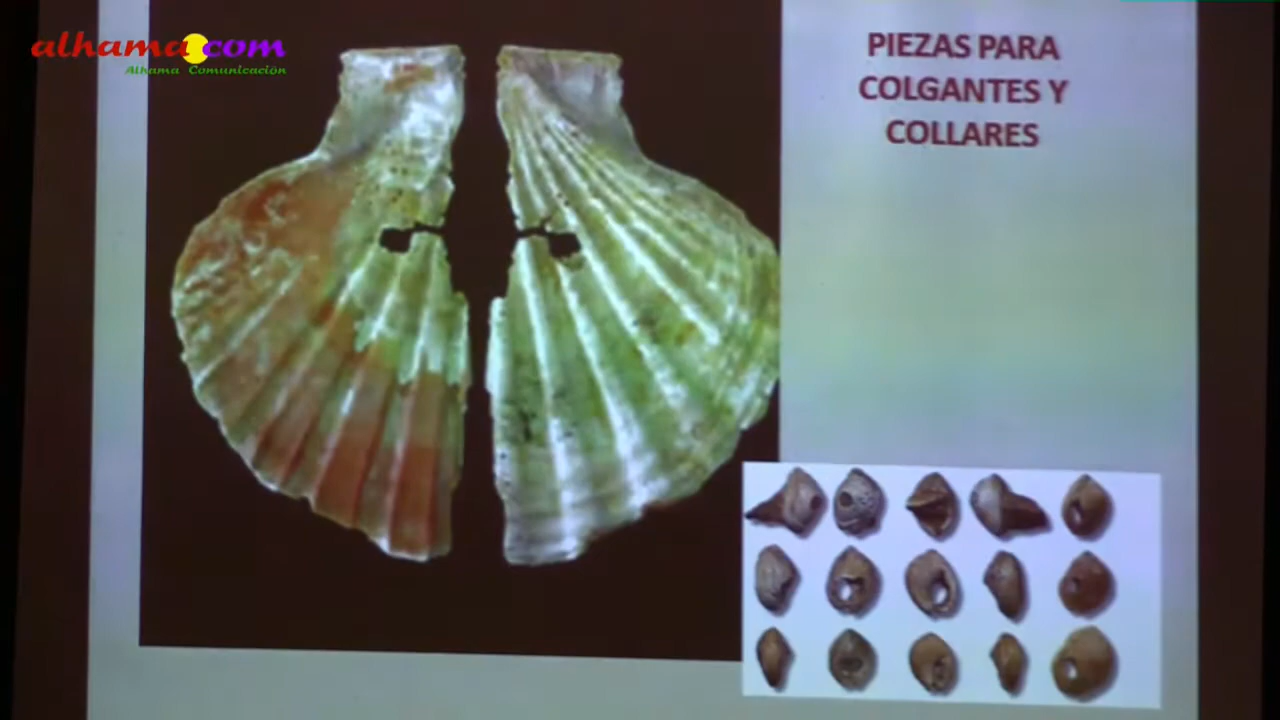 alhama.com
Alhama Comunicación
PIEZAS PARA
COLGANTES Y
COLLARES